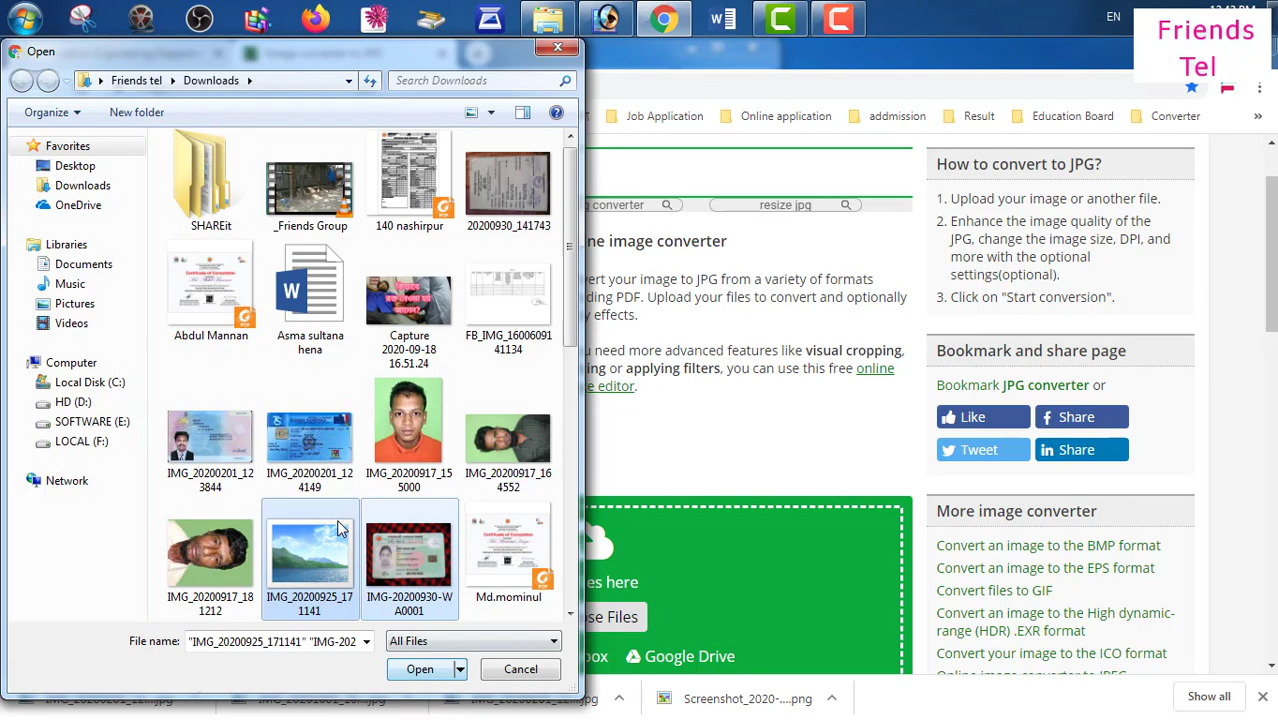 EN
Friends
Tel
Open
Friends tel
Downloads
Search Downloads
Organize
New folder
Favorites
Desktop
Downloads
OneDrive
Libraries
Documents
Music
Pictures
Videos
Computer
Local Disk (C:)
HD (D:)
SOFTWARE (E:)
LOCAL (F:)
Network
SHAREit
_Friends Group
140 nashirpur
20200930_141743
Abdul Mannan
Asma sultana
hena
Capture
2020-09-18
16.51.24
FB_IMG_16006091
41134
IMG_20200201_12
3844
IMG_20200201_12
4149
IMG_20200917_15
5000
IMG_20200917_16
4552
IMG_20200917_18
1212
IMG_20200925_17
1141
IMG-20200930-W
A0001
Md.mominul
File name:
"IMG_20200925_171141" "IMG-202
All Files
Open
Cancel
Job Application
Online application
addmission
Result
Education Board
Converter
converter
resize jpg
ne image converter
vert your image to JPG from a variety of formats
ding PDF. Upload your files to convert and optionally
y effects.
u need more advanced features like visual cropping,
ing or applying filters, you can use this free online
e editor.
es here
se Files
box
Google Drive
How to convert to JPG?
1. Upload your image or another file.
2. Enhance the image quality of the
JPG, change the image size, DPI, and
more with the optional
settings(optional).
3. Click on "Start conversion".
Bookmark and share page
Bookmark JPG converter or
Like
Share
Tweet
Share
More image converter
Convert an image to the BMP format
Convert an image to the EPS format
Convert files to GIF
Convert an image to the High dynamic-
range (HDR) .EXR format
Convert your image to the ICO format
Screenshot_2020-....png
Show all